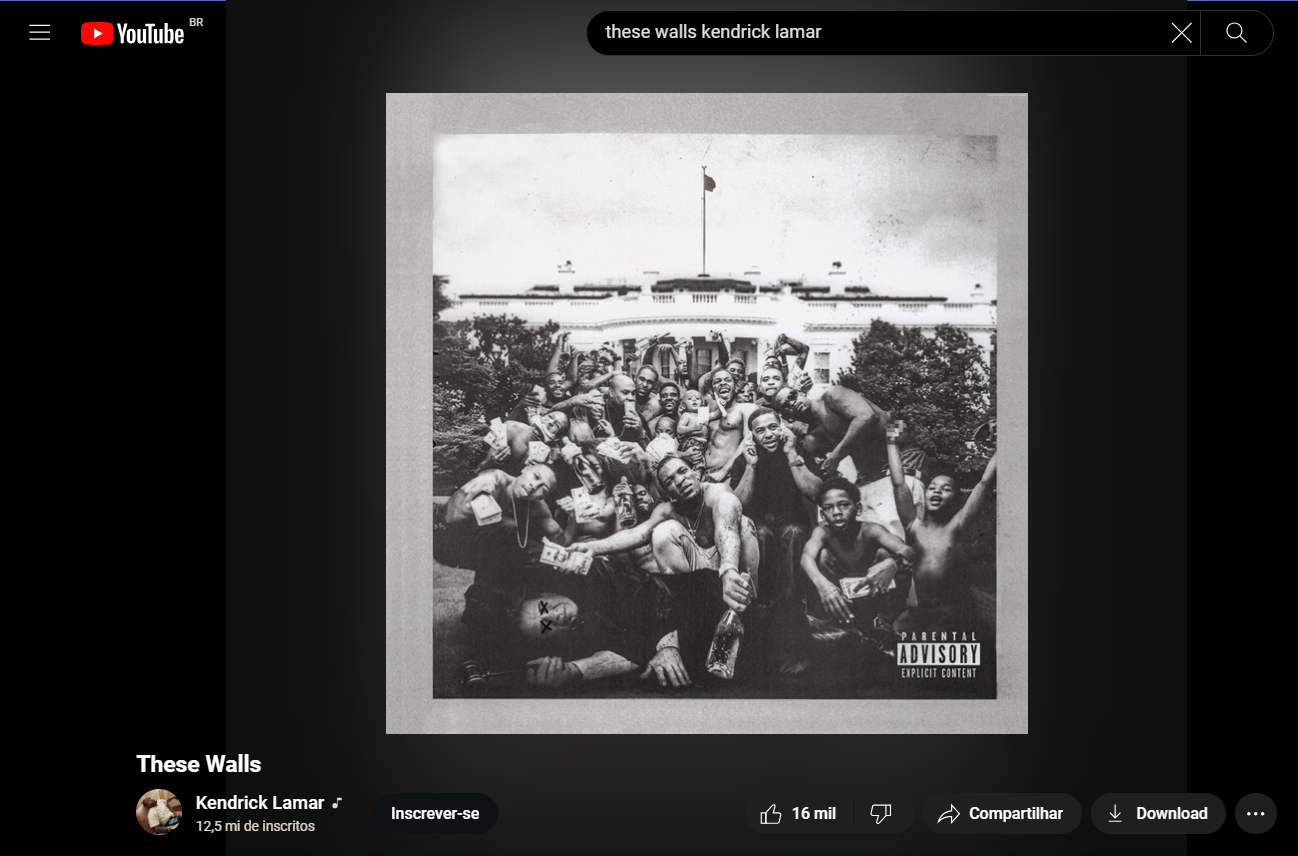 YouTube BR
these walls kendrick lamar
PARENTAL
ADVISORY
EXPLICIT CONTENT
These Walls
Kendrick Lamar
12,5 mi de inscritos
Inscrever-se
16 mil
Compartilhar
Download